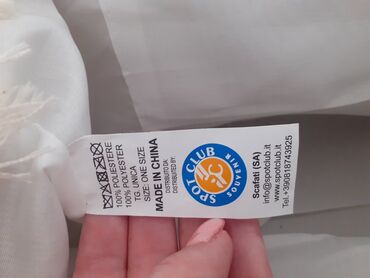 100% POLIESTERE
100% POLYESTER
TG. UNICA
SIZE: ONE SIZE
MADE IN CHINA
DISTRIBUITO DA:
DISTRIBUTED BY:
SPOT CLUB
SOUVENIR
Scafati (SA)
info@spotclub.it
www.spotclub.it
Tel.+390818743925